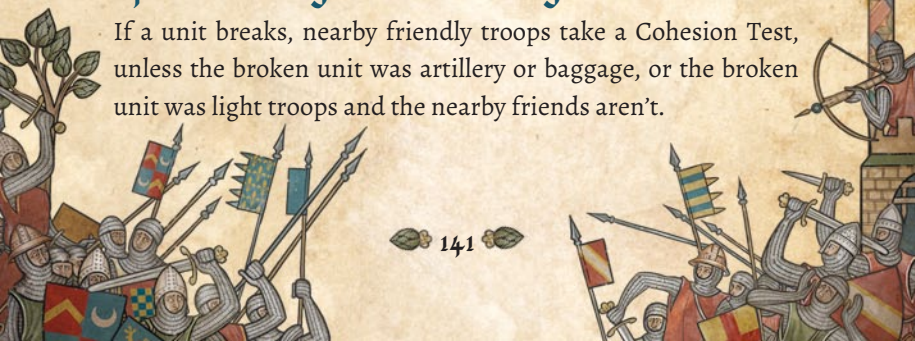 If a unit breaks, nearby friendly troops take a Cohesion Test,
unless the broken unit was artillery or baggage, or the broken
unit was light troops and the nearby friends aren’t.
141